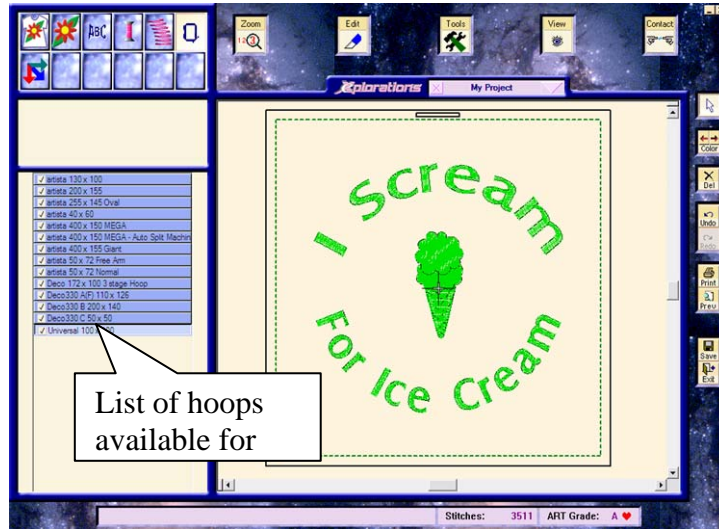 Zoom
Edit
Tools
View
Contact
123
ABC
Xplorations
My Project
artista 130 x 100
artista 200 x 155
artista 255 x 145 Oval
artista 40 x 60
artista 400 x 150 MEGA
artista 400 x 150 MEGA - Auto Split Machin
artista 400 x 155 Giant
artista 50 x 72 Free Arm
artista 50 x 72 Normal
Deco 172 x 100 3 stage Hoop
Deco330 A(F) 110 x 126
Deco330 B 200 x 140
Deco330 C 50 x 50
Universal 100
List of hoops
available for
I Scream
For Ice Cream
Color
Del
Undo
Redo
Print
Prev
Save
Exit
Stitches: 3511 ART Grade: A